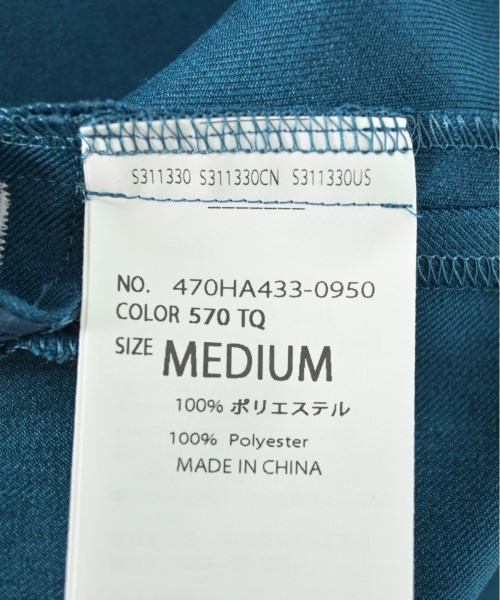 S311330 S311330CN S311330US
NO. 470HA433-0950
COLOR 570 TQ
SIZE MEDIUM
100% ポリエステル
100% Polyester
MADE IN CHINA